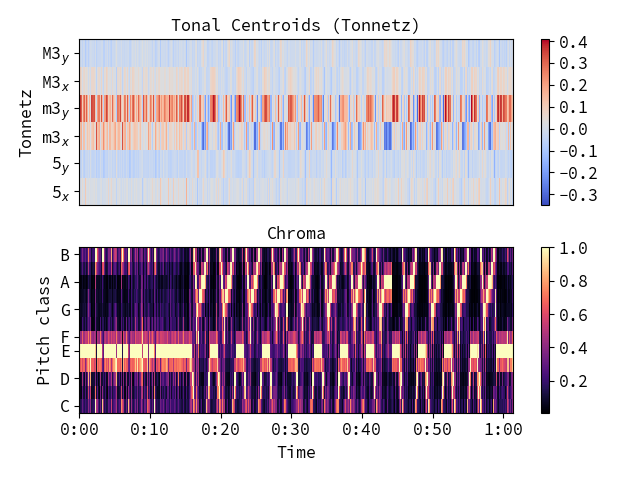 Tonal Centroids (Tonnetz)
M3y
M3x
m3y
m3x
5y
5x
Tonnetz
0.4
0.3
0.2
0.1
0.0
−0.1
−0.2
−0.3
Chroma
B
A
G
F
E
D
C
Pitch class
1.0
0.8
0.6
0.4
0.2
0:00 0:10 0:20 0:30 0:40 0:50 1:00
Time